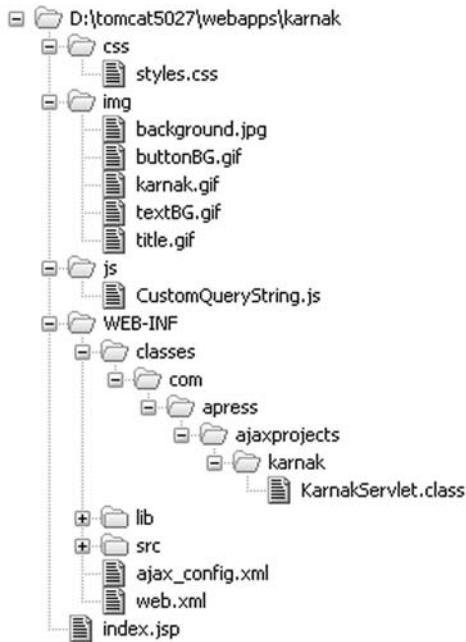 D:\tomcat5027\webapps\karnak
css
styles.css
img
background.jpg
buttonBG.gif
karnak.gif
textBG.gif
title.gif
js
CustomQueryString.js
WEB-INF
classes
com
apress
ajaxprojects
karnak
KarnakServlet.class
lib
src
ajax_config.xml
web.xml
index.jsp